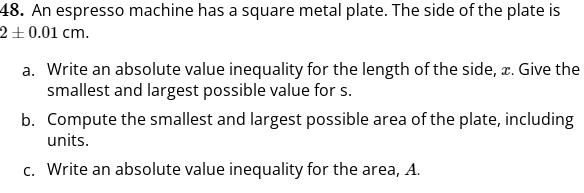 48. An espresso machine has a square metal plate. The side of the plate is
2 ± 0.01 cm.
a. Write an absolute value inequality for the length of the side, x. Give the
smallest and largest possible value for s.
b. Compute the smallest and largest possible area of the plate, including
units.
c. Write an absolute value inequality for the area, A.